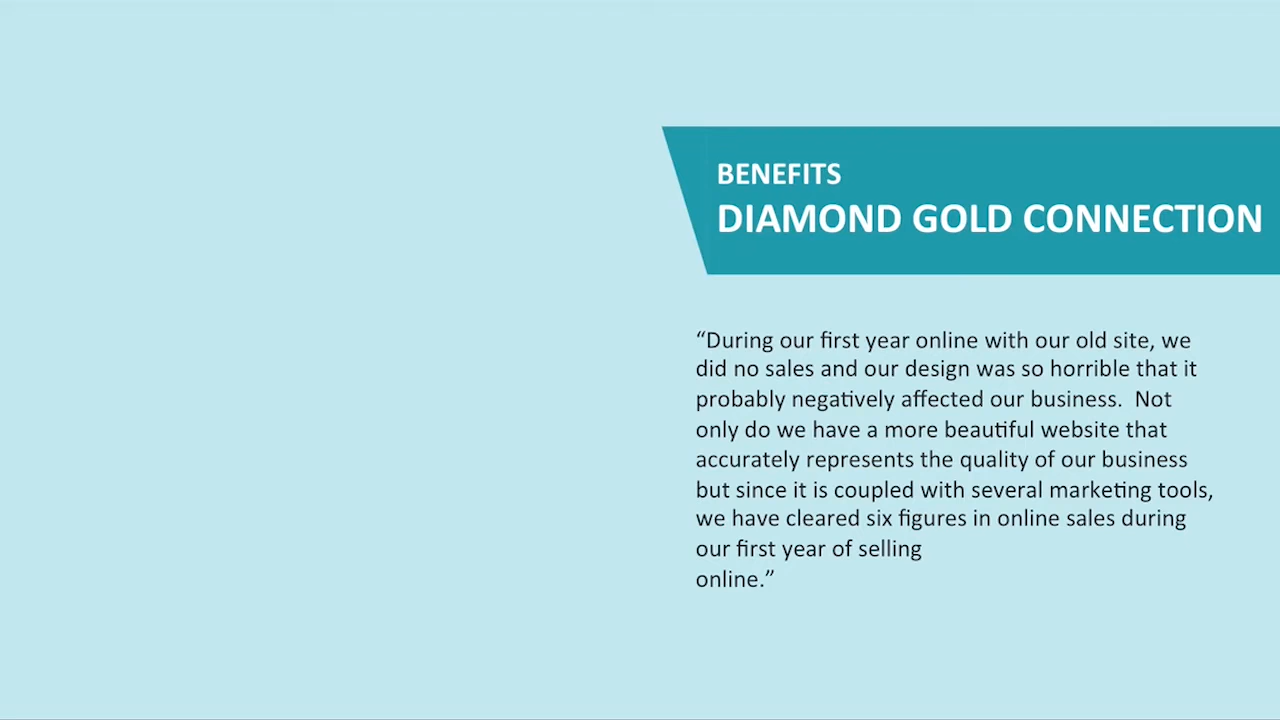 BENEFITS
DIAMOND GOLD CONNECTION
“During our first year online with our old site, we
did no sales and our design was so horrible that it
probably negatively affected our business.  Not
only do we have a more beautiful website that
accurately represents the quality of our business
but since it is coupled with several marketing tools,
we have cleared six figures in online sales during
our first year of selling
online.”